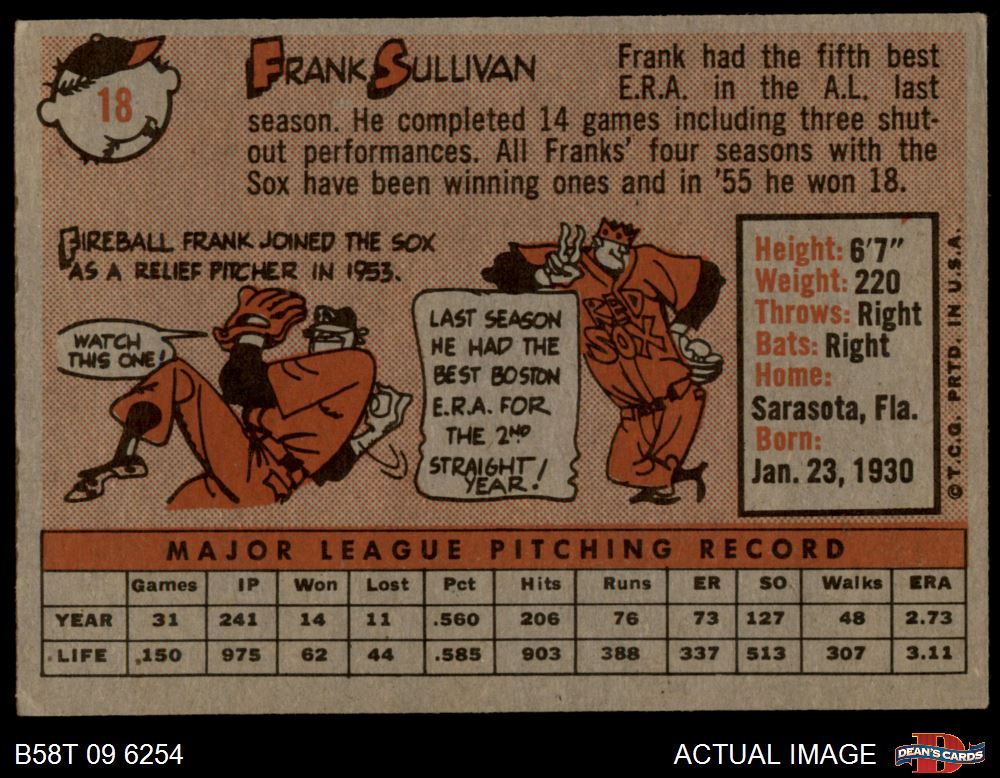 18
FRANK SULLIVAN
Frank had the fifth best
E.R.A. in the A.L. last
season. He completed 14 games including three shut-
out performances. All Franks' four seasons with the
Sox have been winning ones and in '55 he won 18.
FIREBALL FRANK JOINED THE SOX
AS A RELIEF PITCHER IN 1953.
WATCH
THIS ONE!
LAST SEASON
HE HAD THE
BEST BOSTON
E.R.A. FOR
THE 2ND
STRAIGHT
YEAR!
RED
SOX
Height: 6'7"
Weight: 220
Throws: Right
Bats: Right
Home:
Sarasota, Fla.
Born:
Jan. 23, 1930
© T.C.G. PRTD. IN U.S.A.
MAJOR LEAGUE PITCHING RECORD
Games IP Won Lost Pct Hits Runs ER SO Walks ERA
YEAR 31 241 14 11 .560 206 76 73 127 48 2.73
LIFE 150 975 62 44 .585 903 388 337 513 307 3.11
B58T 09 6254
ACTUAL IMAGE
D
DEAN'S CARDS